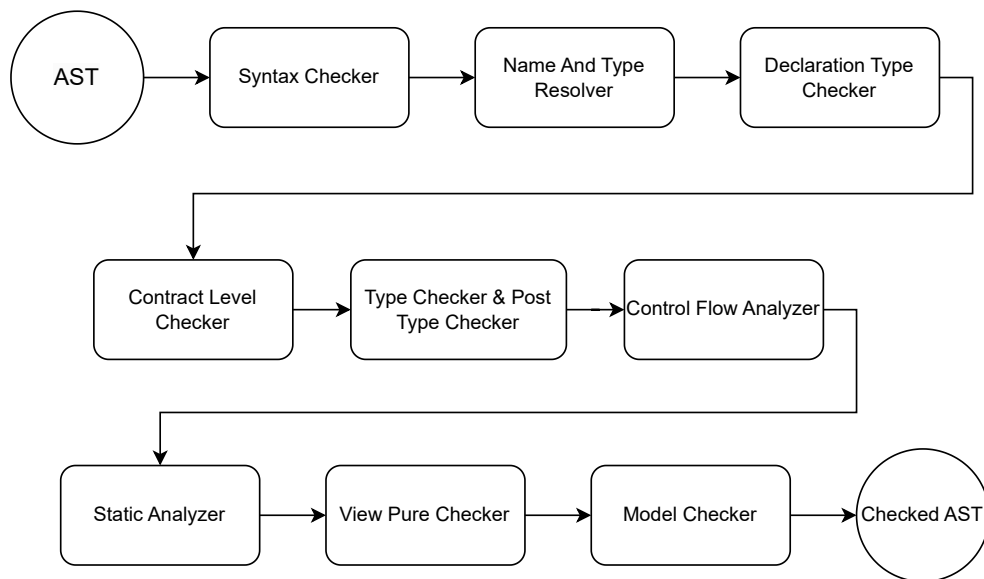 AST
Syntax Checker
Name And Type
Resolver
Declaration Type
Checker
Contract Level
Checker
Type Checker & Post
Type Checker
Control Flow Analyzer
Static Analyzer
View Pure Checker
Model Checker
Checked AST